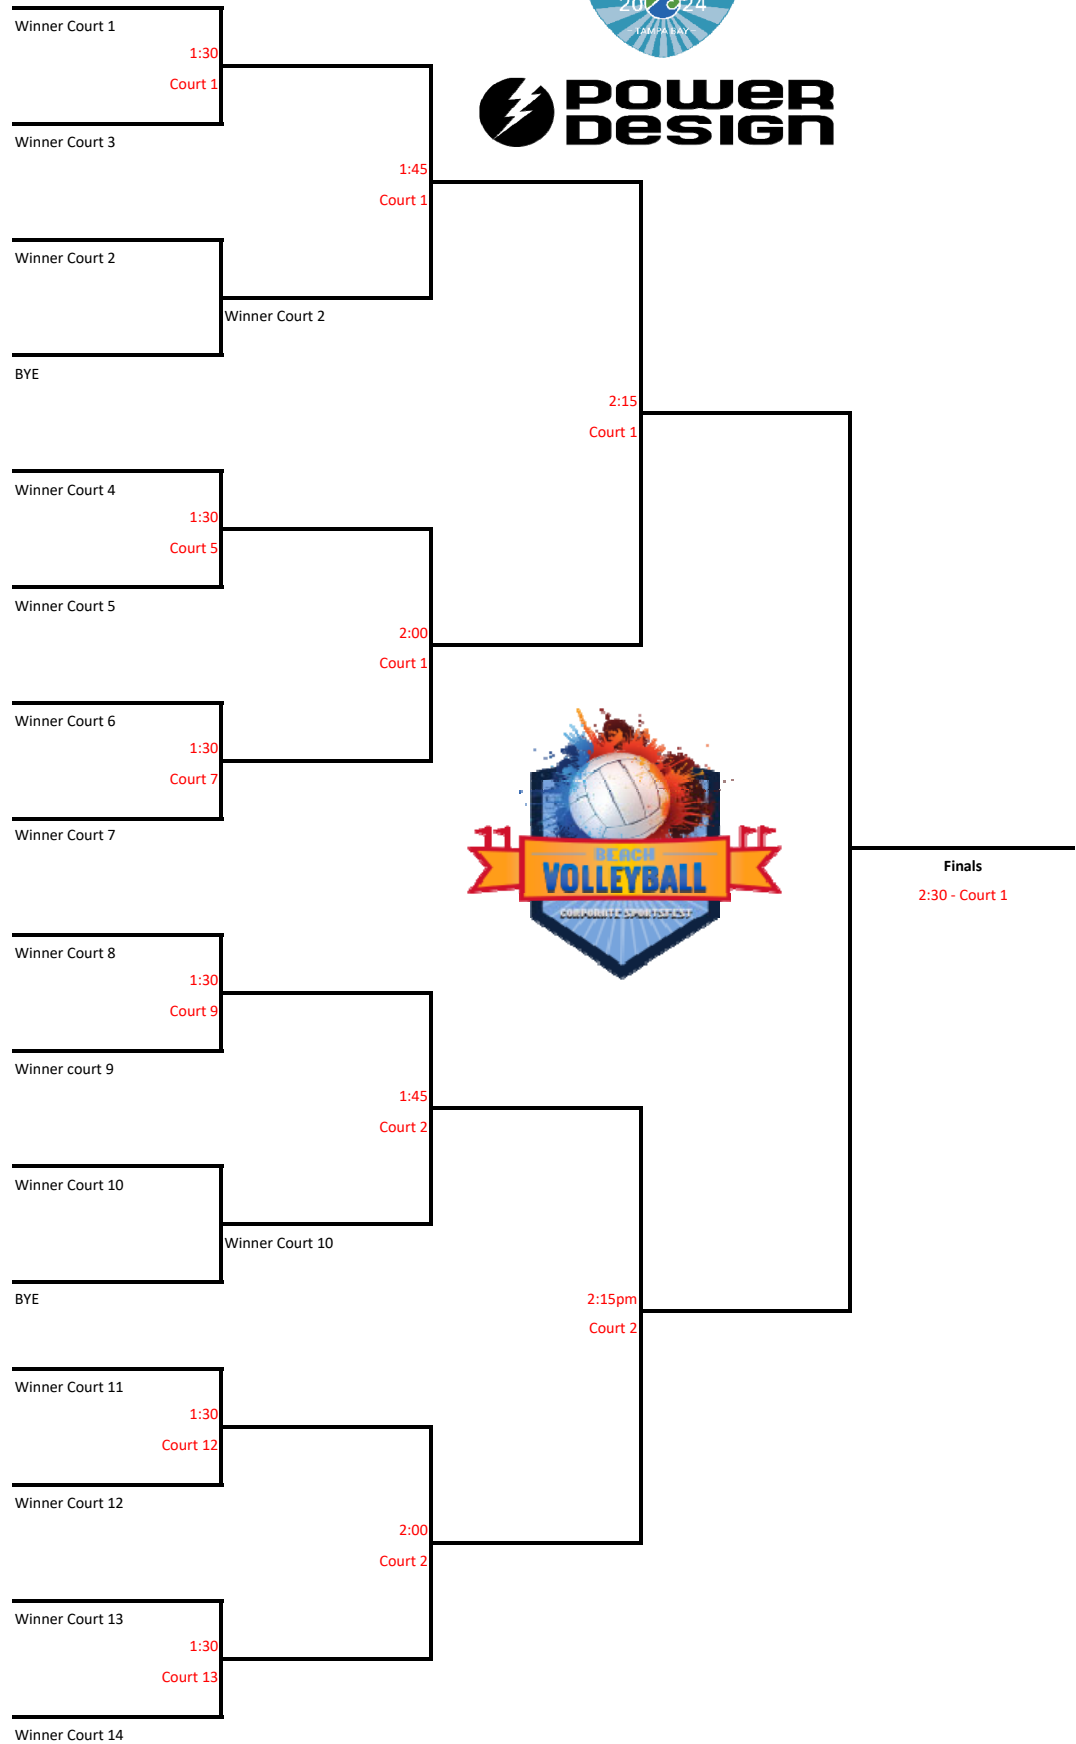 Winner Court 1
1:30
Court 1
Winner Court 3
2024
- TAMPA BAY -
POWER
DESIGN
1:45
Court 1
Winner Court 2
Winner Court 2
BYE
2:15
Court 1
Winner Court 4
1:30
Court 5
Winner Court 5
2:00
Court 1
Winner Court 6
1:30
Court 7
Winner Court 7
BEACH
VOLLEYBALL
CORPORATE SPORTSFEST
Finals
2:30 - Court 1
Winner Court 8
1:30
Court 9
Winner court 9
1:45
Court 2
Winner Court 10
Winner Court 10
BYE
2:15pm
Court 2
Winner Court 11
1:30
Court 12
Winner Court 12
2:00
Court 2
Winner Court 13
1:30
Court 13
Winner Court 14